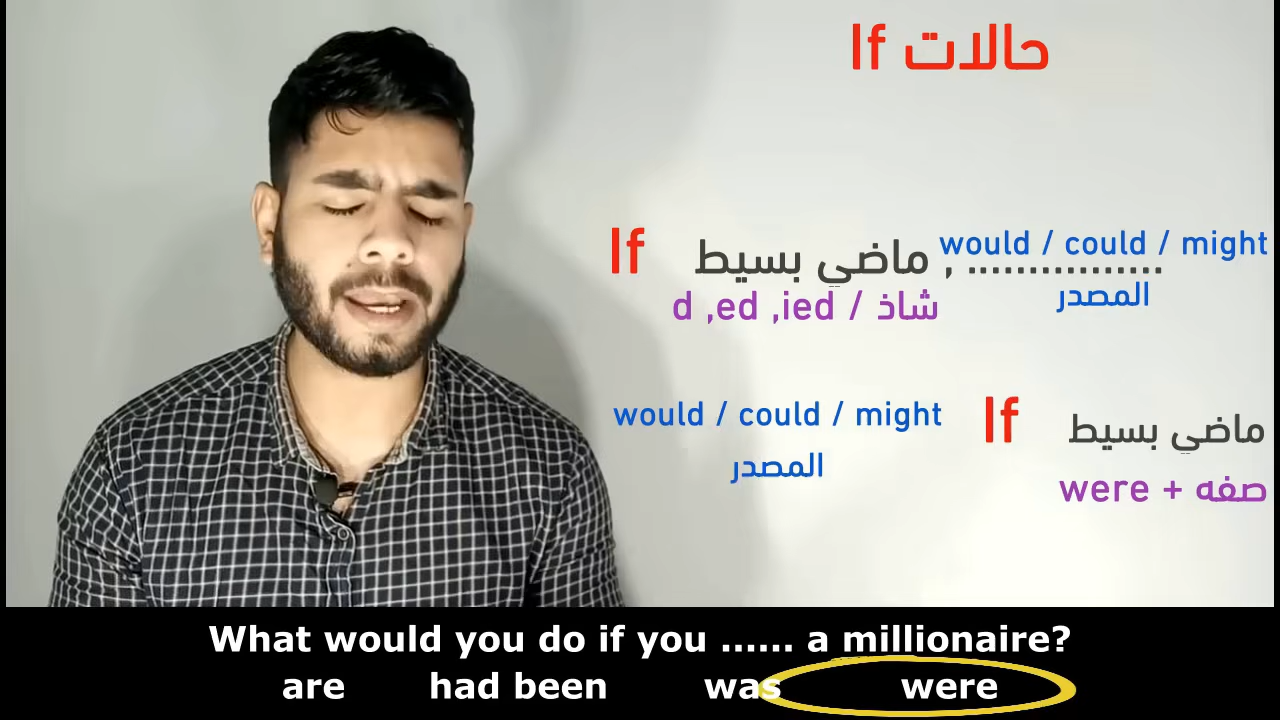 حالات If
If ماضي بسيط , ................ would / could / might
d ,ed ,ied / شاذ
المصدر
would / could / might If ماضي بسيط
المصدر
were + صفه
What would you do if you ...... a millionaire?
are had been was were